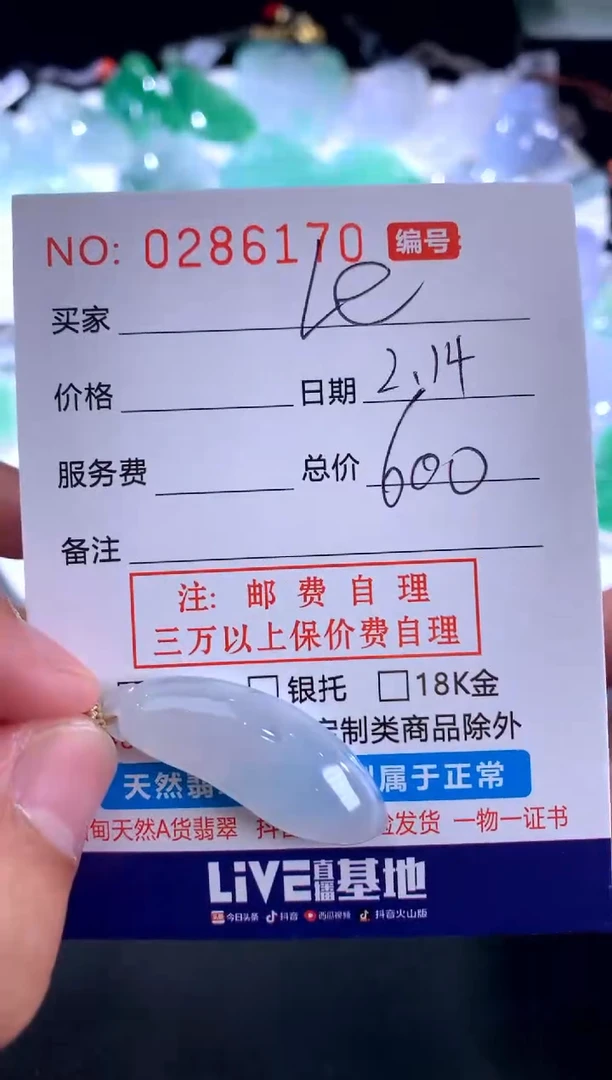 NO: 0286170 编号
买家 le
价格 日期 2.14
服务费 总价 600
备注
注: 邮费自理
三万以上保价费自理
银托 18K金
制类商品除外
天然翡 属于正常
甸天然A货翡翠 抖 发货 一物一证书
LiVE直播基地
今日头条 抖音 西瓜视频 抖音火山版